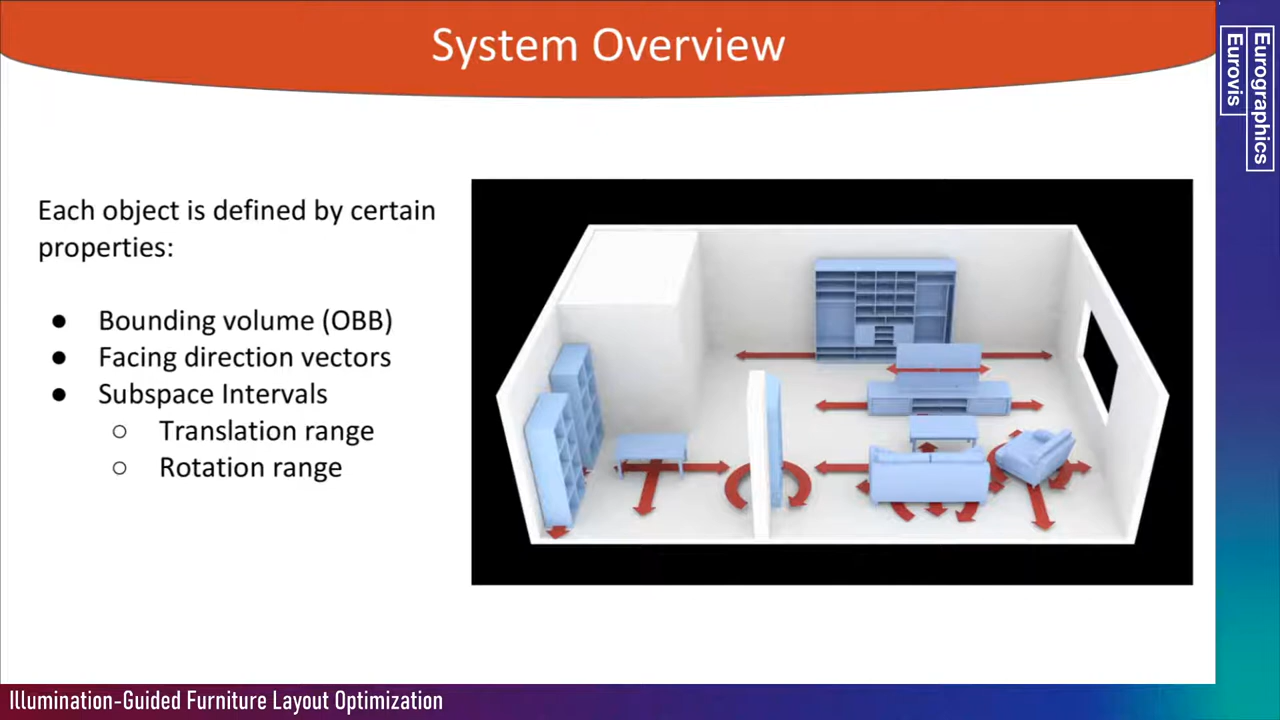 System Overview
Each object is defined by certain
properties:
● Bounding volume (OBB)
● Facing direction vectors
● Subspace Intervals
○ Translation range
○ Rotation range
Eurographics
Eurovis
Illumination-Guided Furniture Layout Optimization